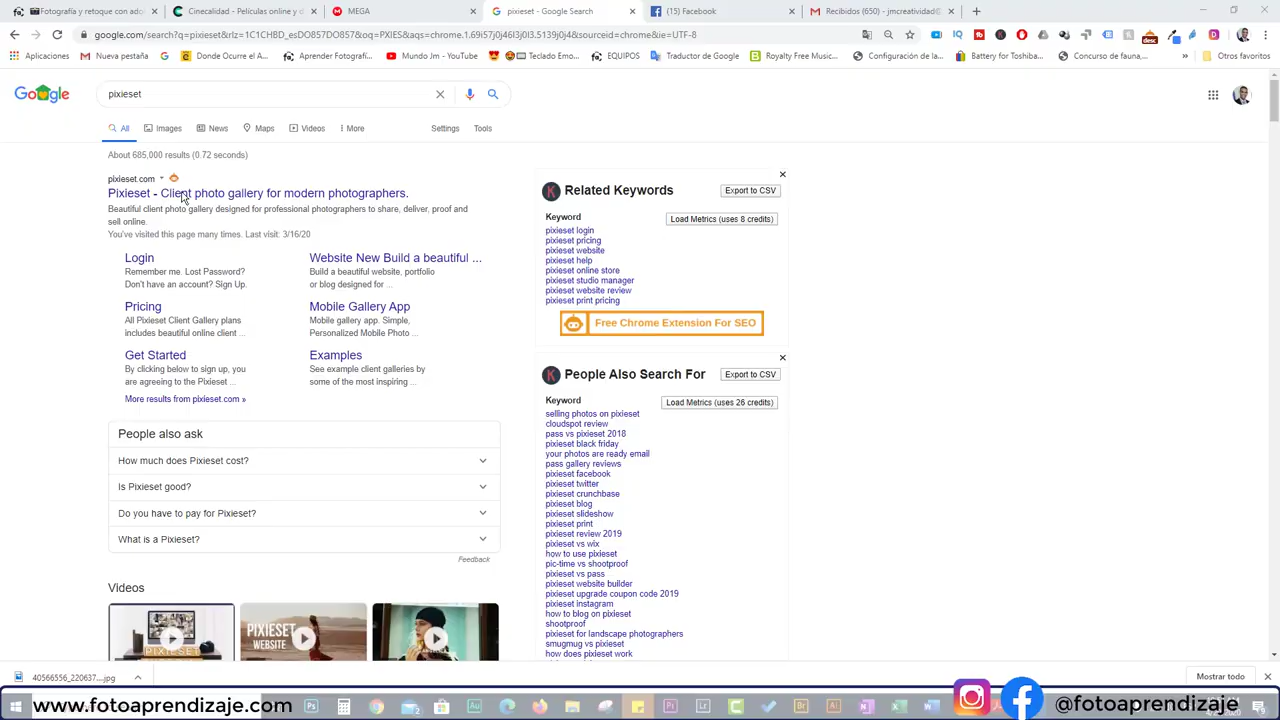 Fotografía y retoque con ado
Cinecalidad - Películas online y d
MEGA
pixieset - Google Search
(15) Facebook
Recibidos (650) - jmcreatividad@
google.com/search?q=pixieset&rlz=1C1CHBD_esDO857DO857&oq=PXIES&aqs=chrome.1.69i57j0j46l3j0l3.5139j0j4&sourceid=chrome&ie=UTF-8
Aplicaciones
Nueva pestaña
Donde Ocurre el A...
Aprender Fotografí...
Mundo Jm - YouTube
Teclado Emo...
EQUIPOS
Traductor de Google
Royalty Free Music...
Configuración de la...
Battery for Toshiba...
Concurso de fauna,...
»
Otros favoritos
Google
pixieset
All
Images
News
Maps
Videos
More
Settings
Tools
About 685,000 results (0.72 seconds)
pixieset.com
Pixieset - Client photo gallery for modern photographers.
Beautiful client photo gallery designed for professional photographers to share, deliver, proof and
sell online.
You've visited this page many times. Last visit: 3/16/20
Login
Remember me. Lost Password?
Don't have an account? Sign Up.
Website New Build a beautiful ...
Build a beautiful website, portfolio
or blog designed for ...
Pricing
All Pixieset Client Gallery plans
includes beautiful online client ...
Mobile Gallery App
Mobile gallery app. Simple,
Personalized Mobile Photo ...
Get Started
By clicking below to sign up, you
are agreeing to the Pixieset ...
Examples
See example client galleries by
some of the most inspiring ...
More results from pixieset.com »
People also ask
How much does Pixieset cost?
Is Pixieset good?
Do you have to pay for Pixieset?
What is a Pixieset?
Feedback
Videos
PIXIESET
PIXIESET
WEBSITE
K
Related Keywords
Export to CSV
Keyword
Load Metrics (uses 8 credits)
pixieset login
pixieset pricing
pixieset website
pixieset help
pixieset online store
pixieset studio manager
pixieset website review
pixieset print pricing
Free Chrome Extension For SEO
K
People Also Search For
Export to CSV
Keyword
Load Metrics (uses 26 credits)
selling photos on pixieset
cloudspot review
pass vs pixieset 2018
pixieset black friday
your photos are ready email
pass gallery reviews
pixieset facebook
pixieset twitter
pixieset crunchbase
pixieset blog
pixieset slideshow
pixieset print
pixieset review 2019
pixieset vs wix
how to use pixieset
pic-time vs shootproof
pixieset vs pass
pixieset website builder
pixieset upgrade coupon code 2019
pixieset instagram
how to blog on pixieset
shootproof
pixieset for landscape photographers
smugmug vs pixieset
how does pixieset work
40566556_220637....jpg
Mostrar todo
www.fotoaprendizaje.com
@fotoaprendizaje